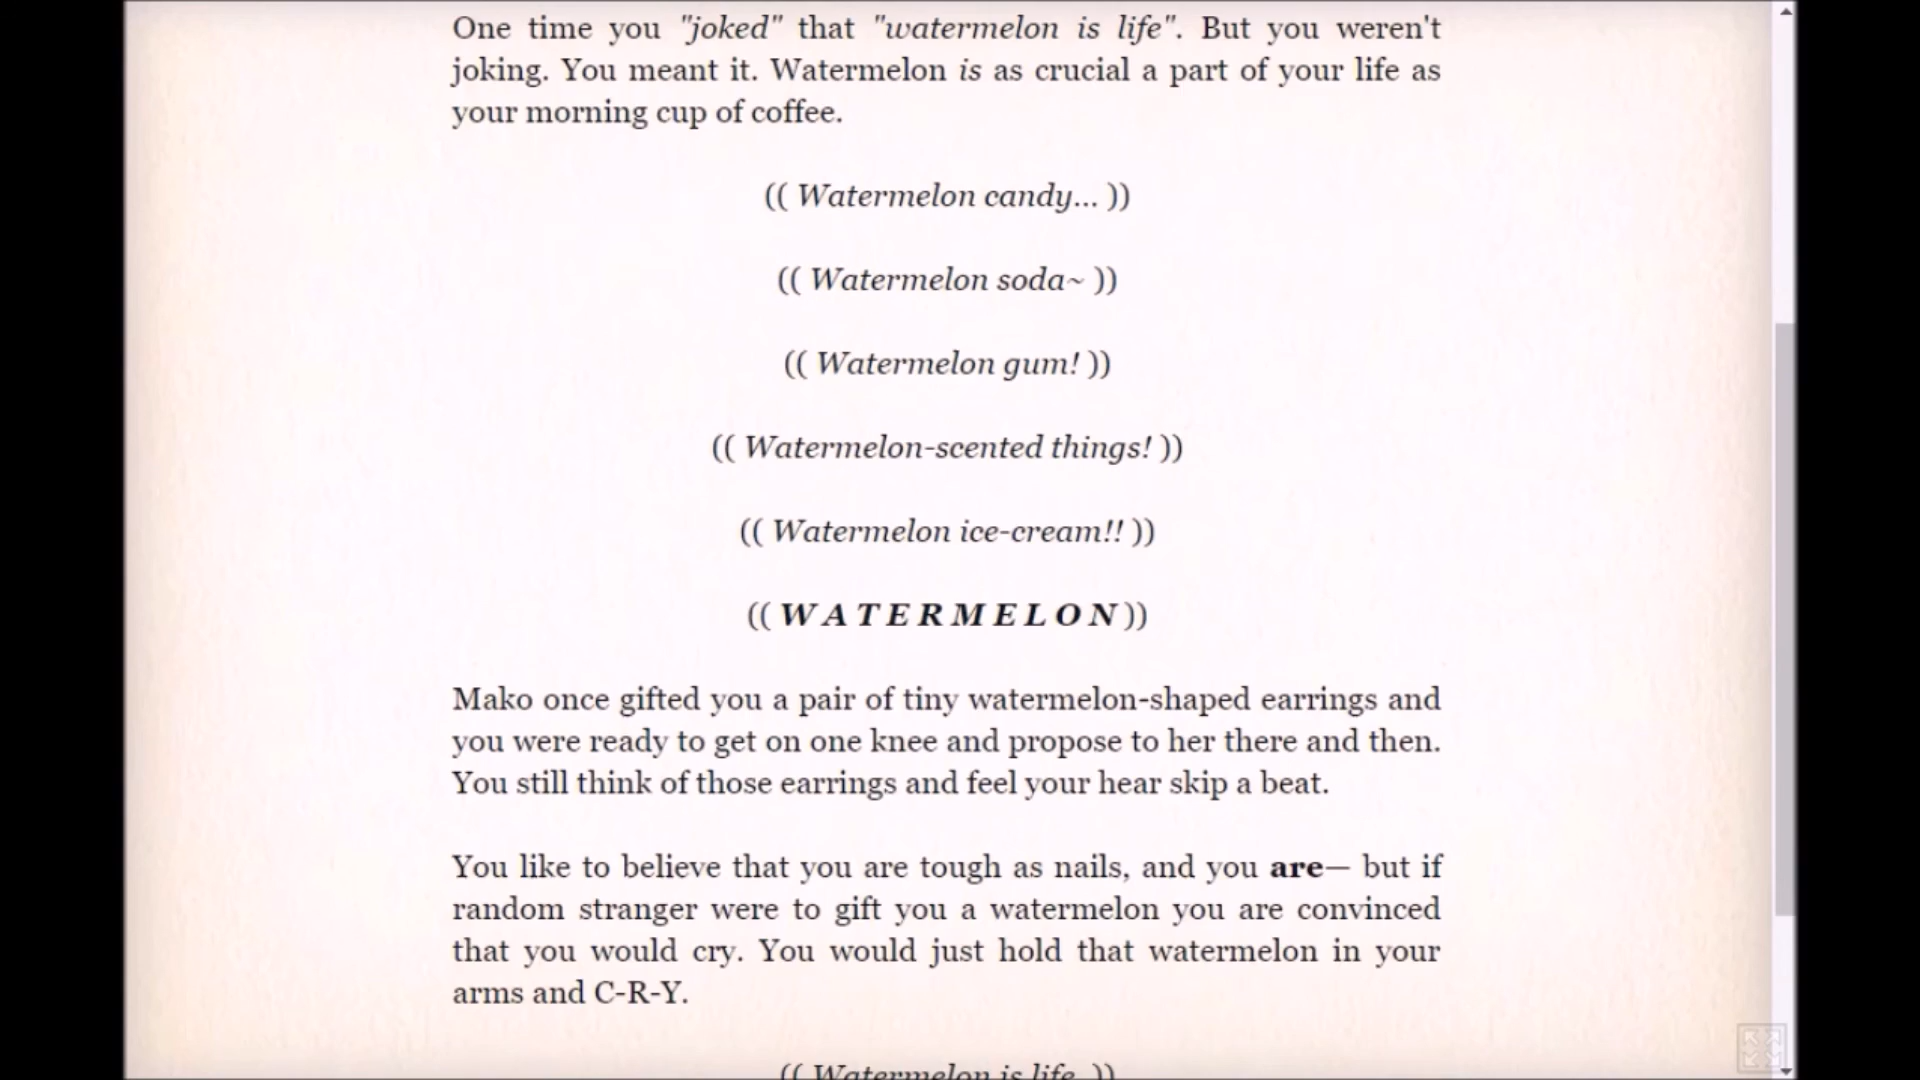 One time you "joked" that "watermelon is life". But you weren't
joking. You meant it. Watermelon is as crucial a part of your life as
your morning cup of coffee.
(( Watermelon candy... ))
(( Watermelon soda~ ))
(( Watermelon gum! ))
(( Watermelon-scented things! ))
(( Watermelon ice-cream!! ))
(( W A T E R M E L O N ))
Mako once gifted you a pair of tiny watermelon-shaped earrings and
you were ready to get on one knee and propose to her there and then.
You still think of those earrings and feel your hear skip a beat.
You like to believe that you are tough as nails, and you are— but if
random stranger were to gift you a watermelon you are convinced
that you would cry. You would just hold that watermelon in your
arms and C-R-Y.
(( Watermelon is life. ))